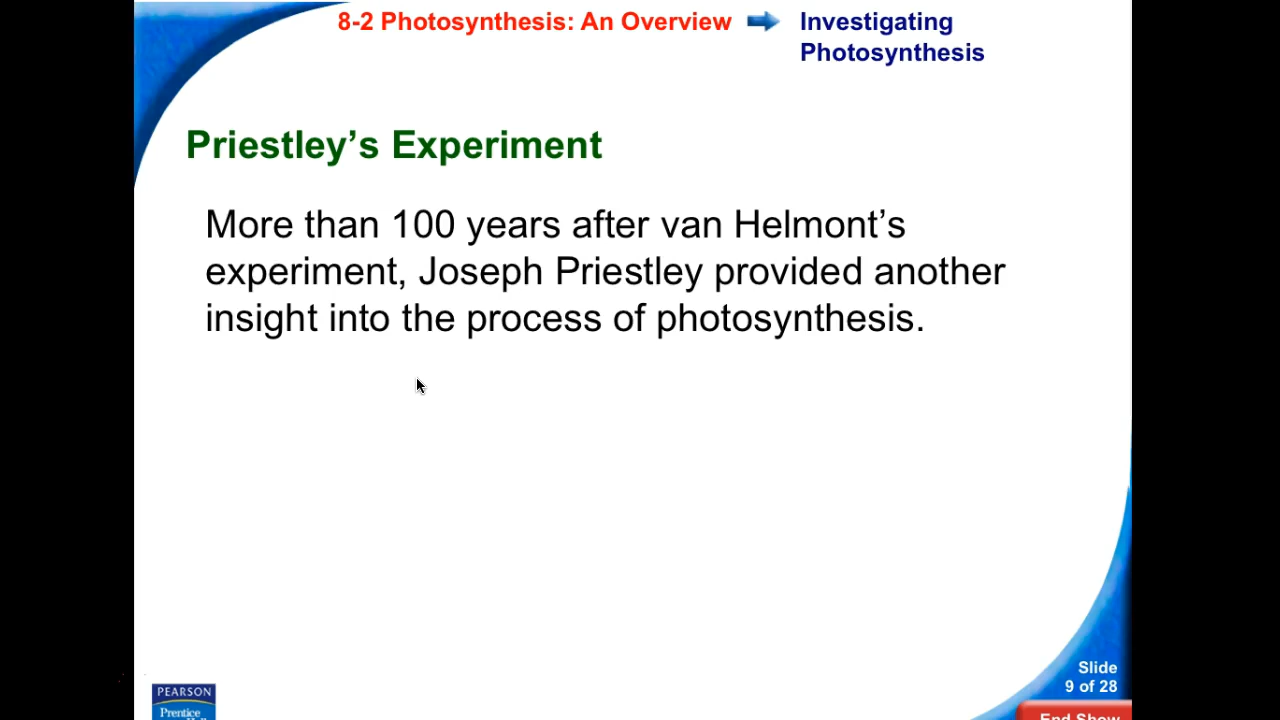 8-2 Photosynthesis: An Overview
Investigating
Photosynthesis
Priestley’s Experiment
More than 100 years after van Helmont’s
experiment, Joseph Priestley provided another
insight into the process of photosynthesis.
Slide
9 of 28
PEARSON
Prentice
End Show